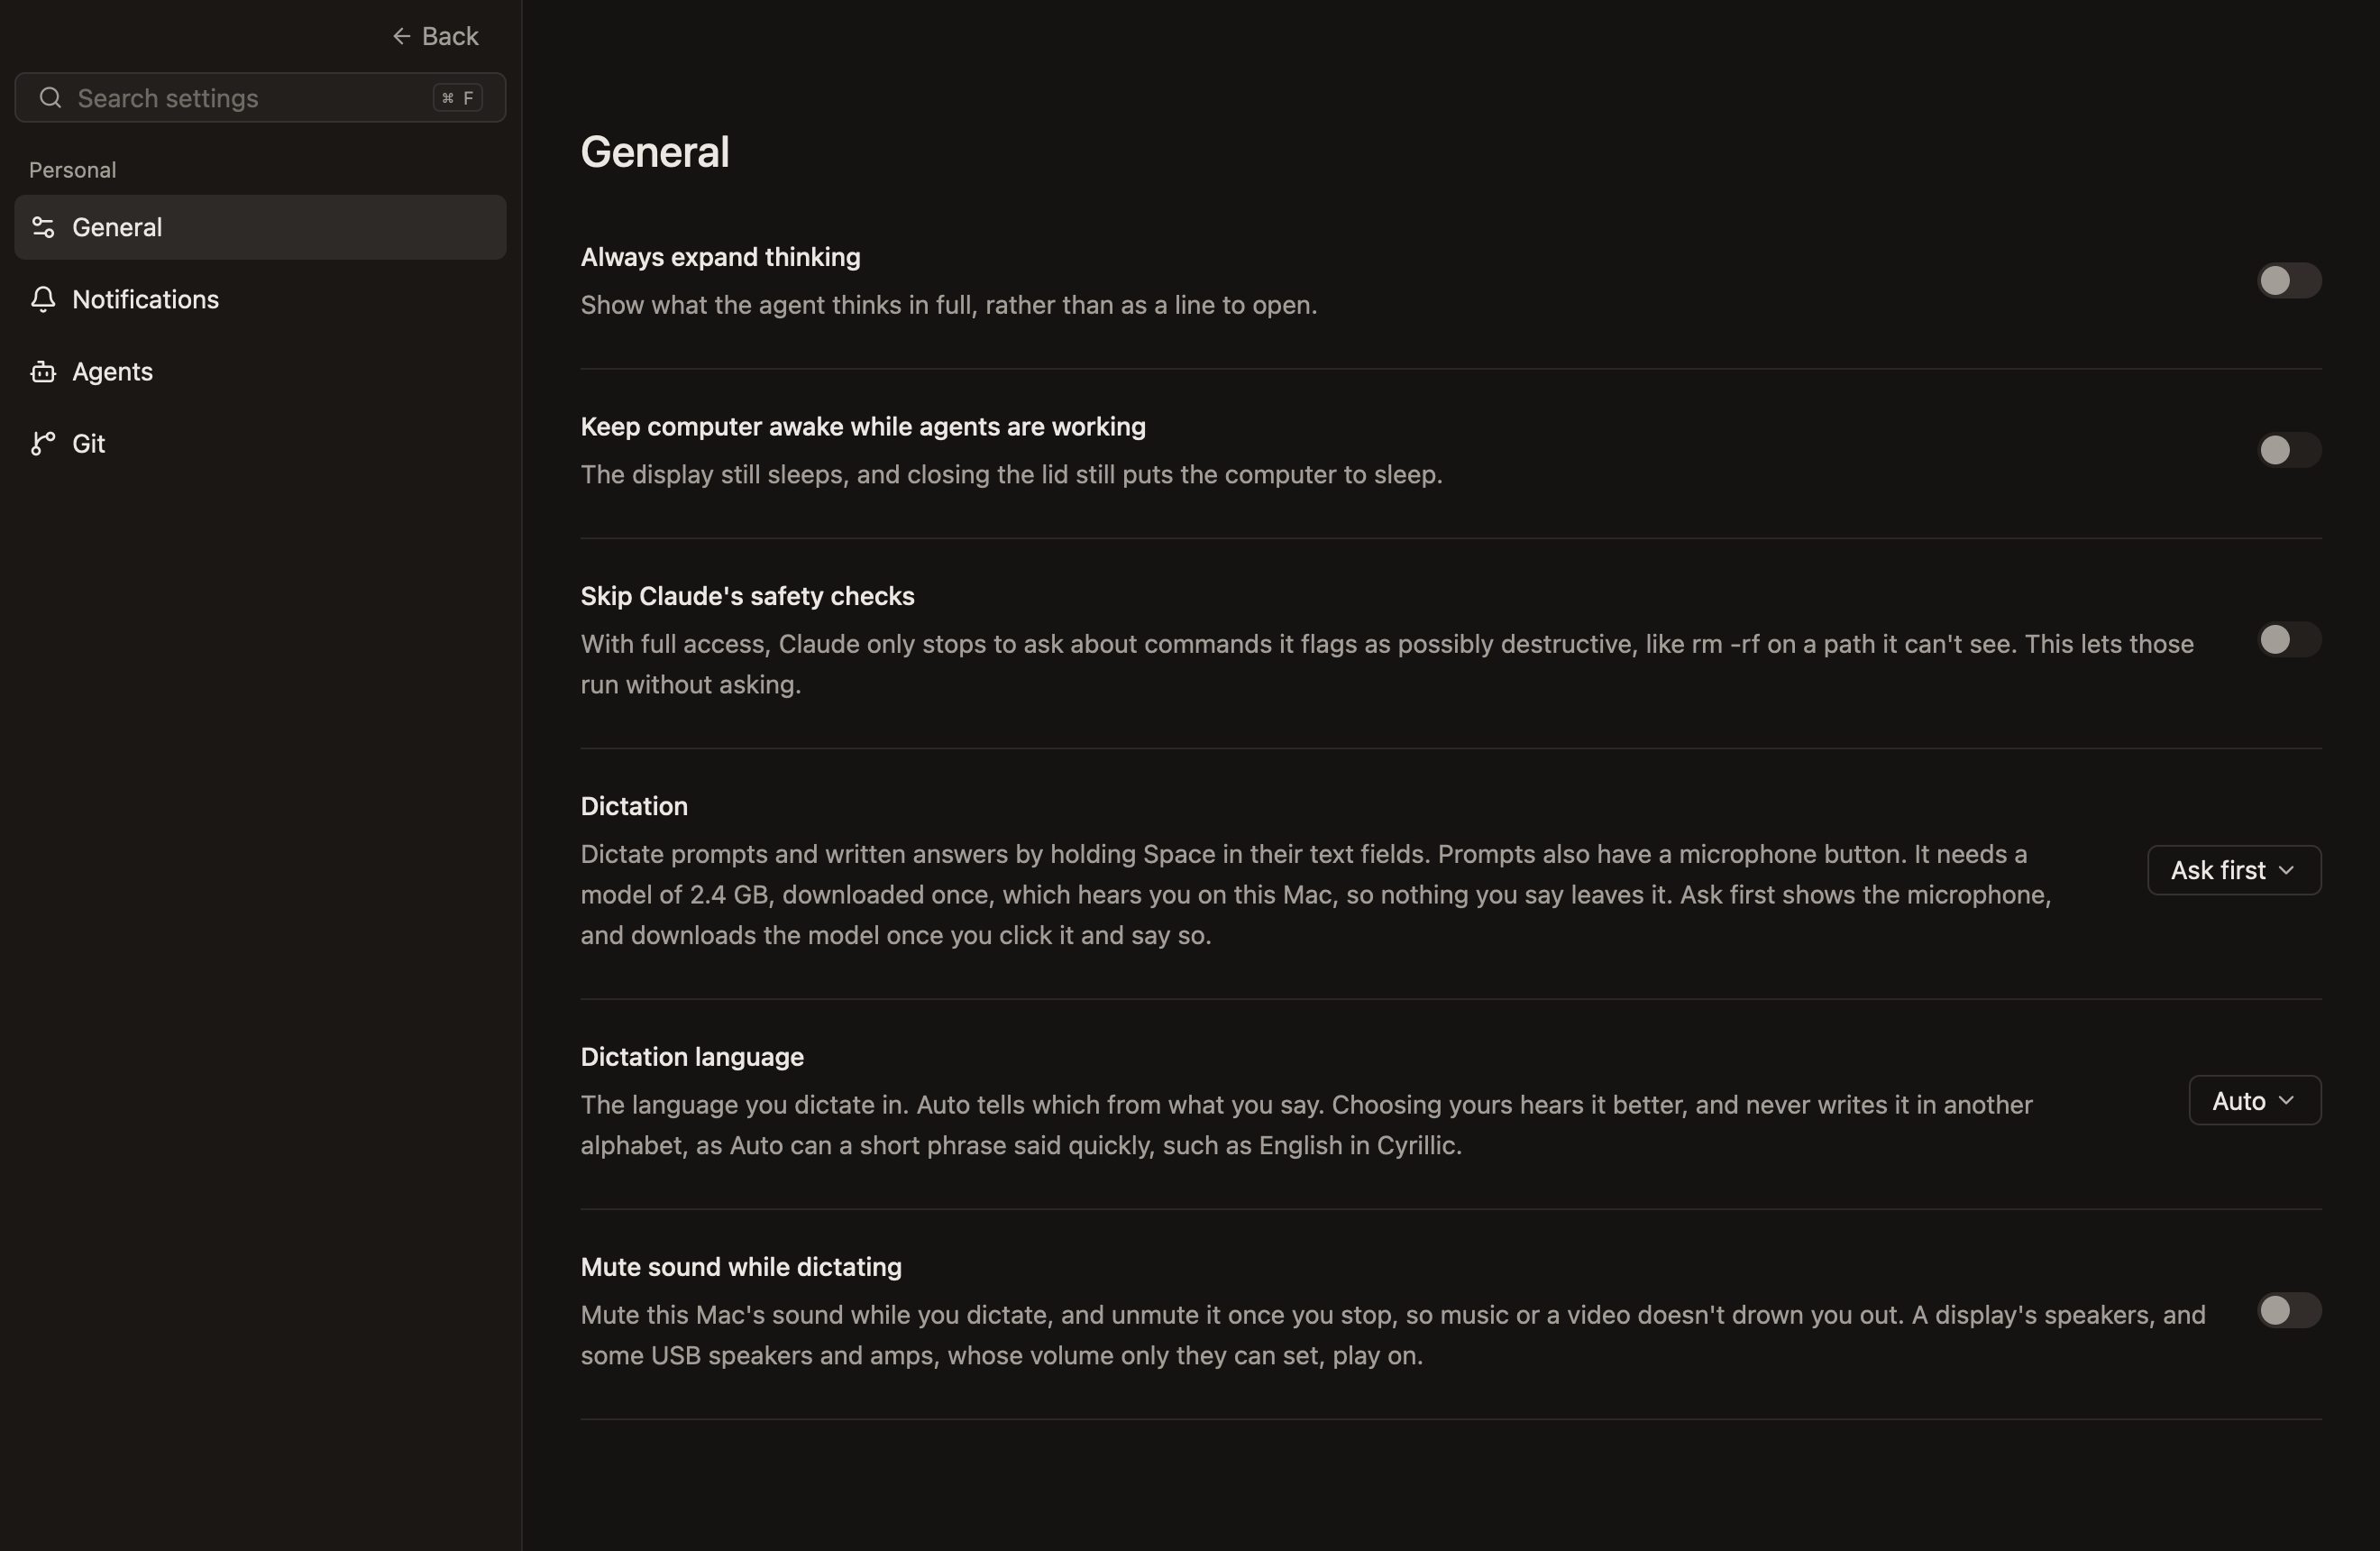 ← Back
Search settings
⌘ F
Personal
General
Notifications
Agents
Git
General
Always expand thinking
Show what the agent thinks in full, rather than as a line to open.
Keep computer awake while agents are working
The display still sleeps, and closing the lid still puts the computer to sleep.
Skip Claude's safety checks
With full access, Claude only stops to ask about commands it flags as possibly destructive, like rm -rf on a path it can't see. This lets those
run without asking.
Dictation
Dictate prompts and written answers by holding Space in their text fields. Prompts also have a microphone button. It needs a
model of 2.4 GB, downloaded once, which hears you on this Mac, so nothing you say leaves it. Ask first shows the microphone,
and downloads the model once you click it and say so.
Ask first
Dictation language
The language you dictate in. Auto tells which from what you say. Choosing yours hears it better, and never writes it in another
alphabet, as Auto can a short phrase said quickly, such as English in Cyrillic.
Auto
Mute sound while dictating
Mute this Mac's sound while you dictate, and unmute it once you stop, so music or a video doesn't drown you out. A display's speakers, and
some USB speakers and amps, whose volume only they can set, play on.